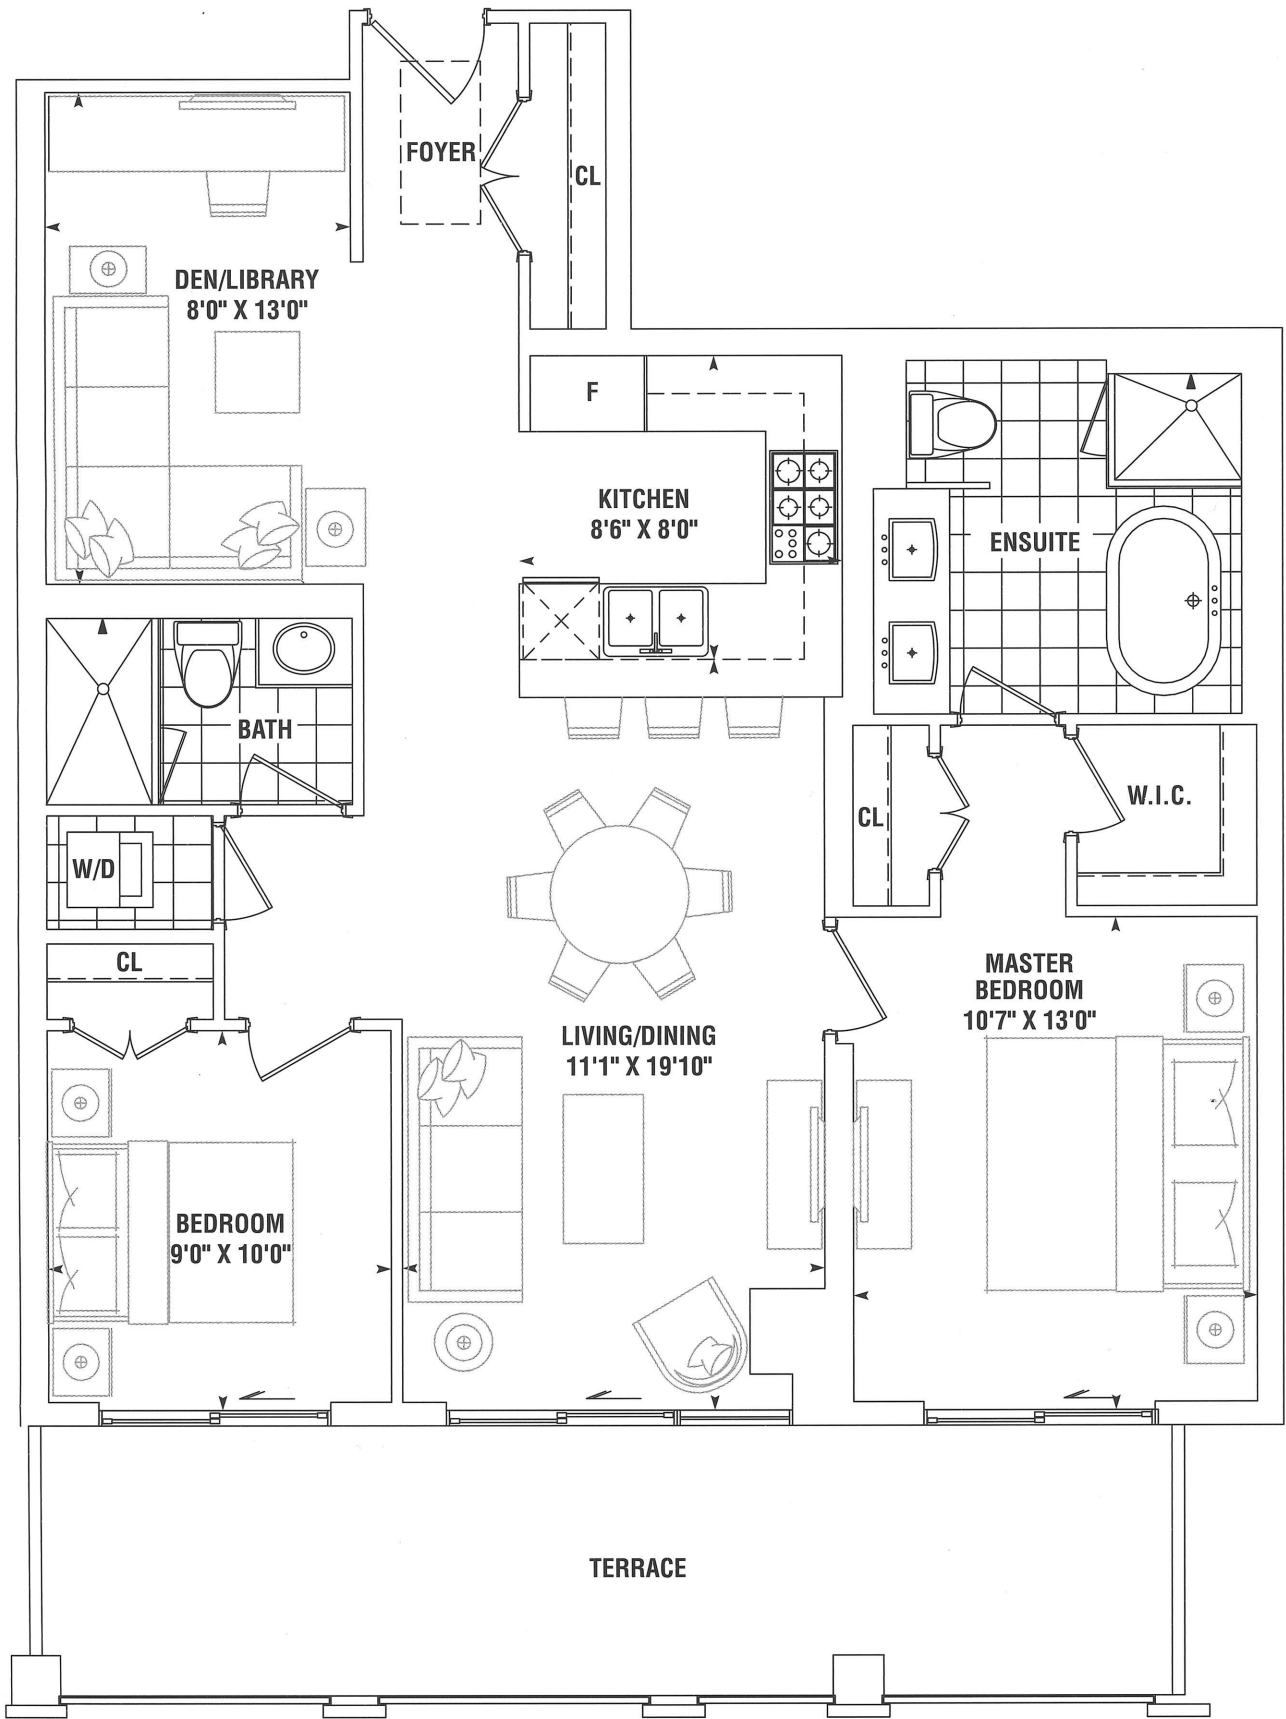 FOYER
CL
DEN/LIBRARY
8'0" X 13'0"
F
KITCHEN
8'6" X 8'0"
ENSUITE
BATH
W.I.C.
CL
W/D
CL
MASTER
BEDROOM
10'7" X 13'0"
LIVING/DINING
11'1" X 19'10"
BEDROOM
9'0" X 10'0"
TERRACE